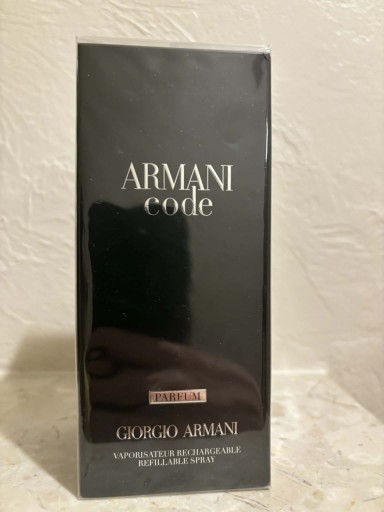 ARMANI
code
PARFUM
GIORGIO ARMANI
VAPORISATEUR RECHARGEABLE
REFILLABLE SPRAY